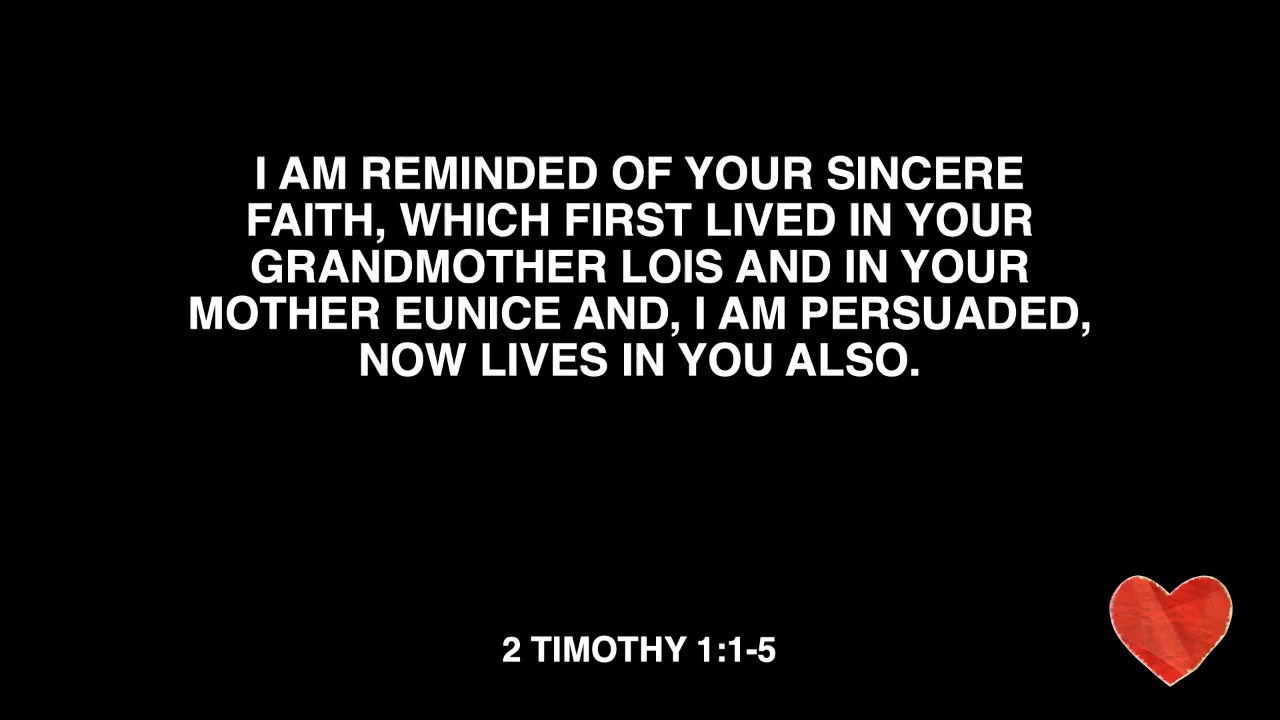 I AM REMINDED OF YOUR SINCERE
FAITH, WHICH FIRST LIVED IN YOUR
GRANDMOTHER LOIS AND IN YOUR
MOTHER EUNICE AND, I AM PERSUADED,
NOW LIVES IN YOU ALSO.
2 TIMOTHY 1:1-5